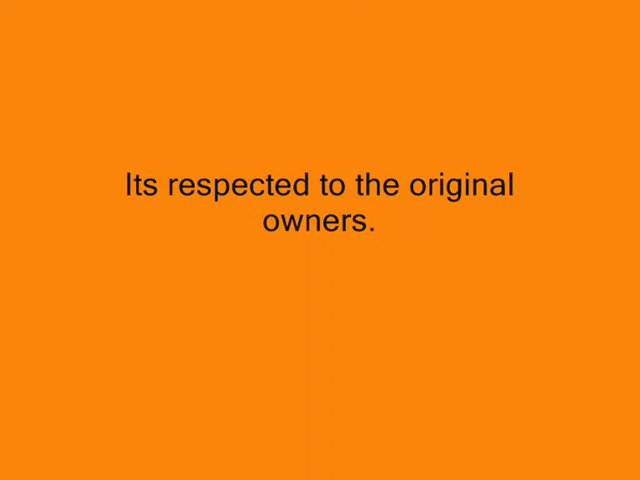 Its respected to the original
owners.